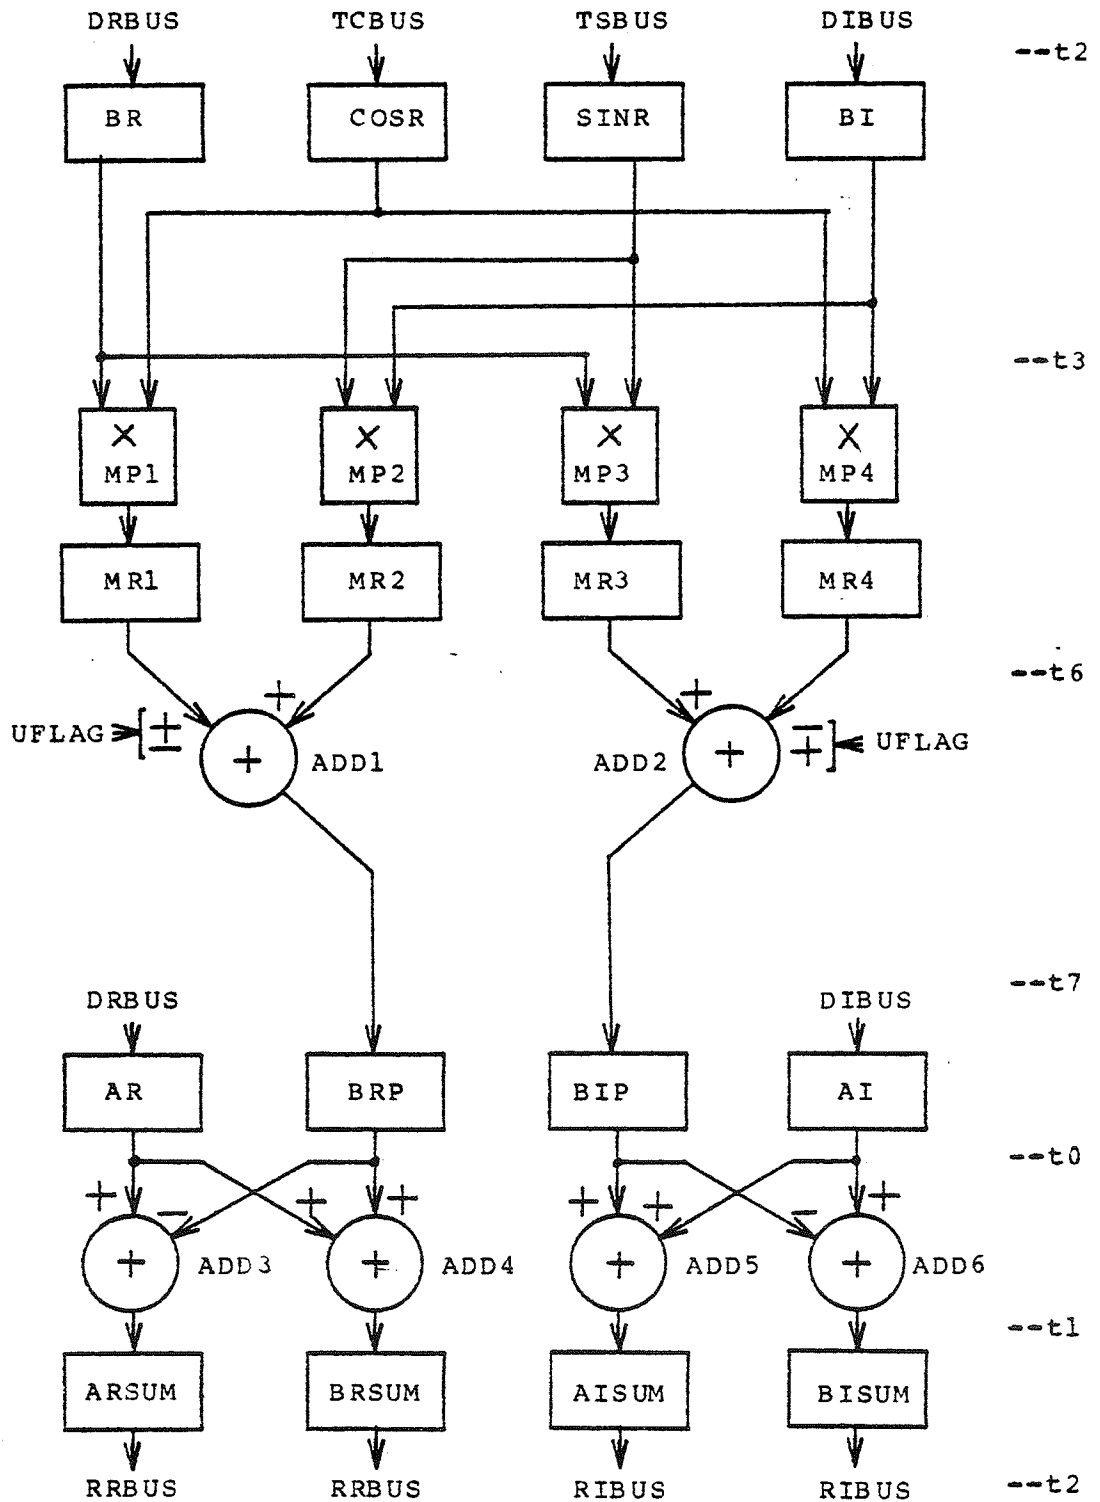 DRBUS TCBUS TSBUS DIBUS
--t2
BR COSR SINR BI
--t3
× × × ×
MP1 MP2 MP3 MP4
MR1 MR2 MR3 MR4
--t6
+ +
UFLAG ± ∓ UFLAG
+ ADD1 ADD2 +
--t7
DRBUS DIBUS
AR BRP BIP AI
--t0
+ - + + + + - +
+ ADD3 + ADD4 + ADD5 + ADD6
--t1
ARSUM BRSUM AISUM BISUM
RRBUS RRBUS RIBUS RIBUS
--t2